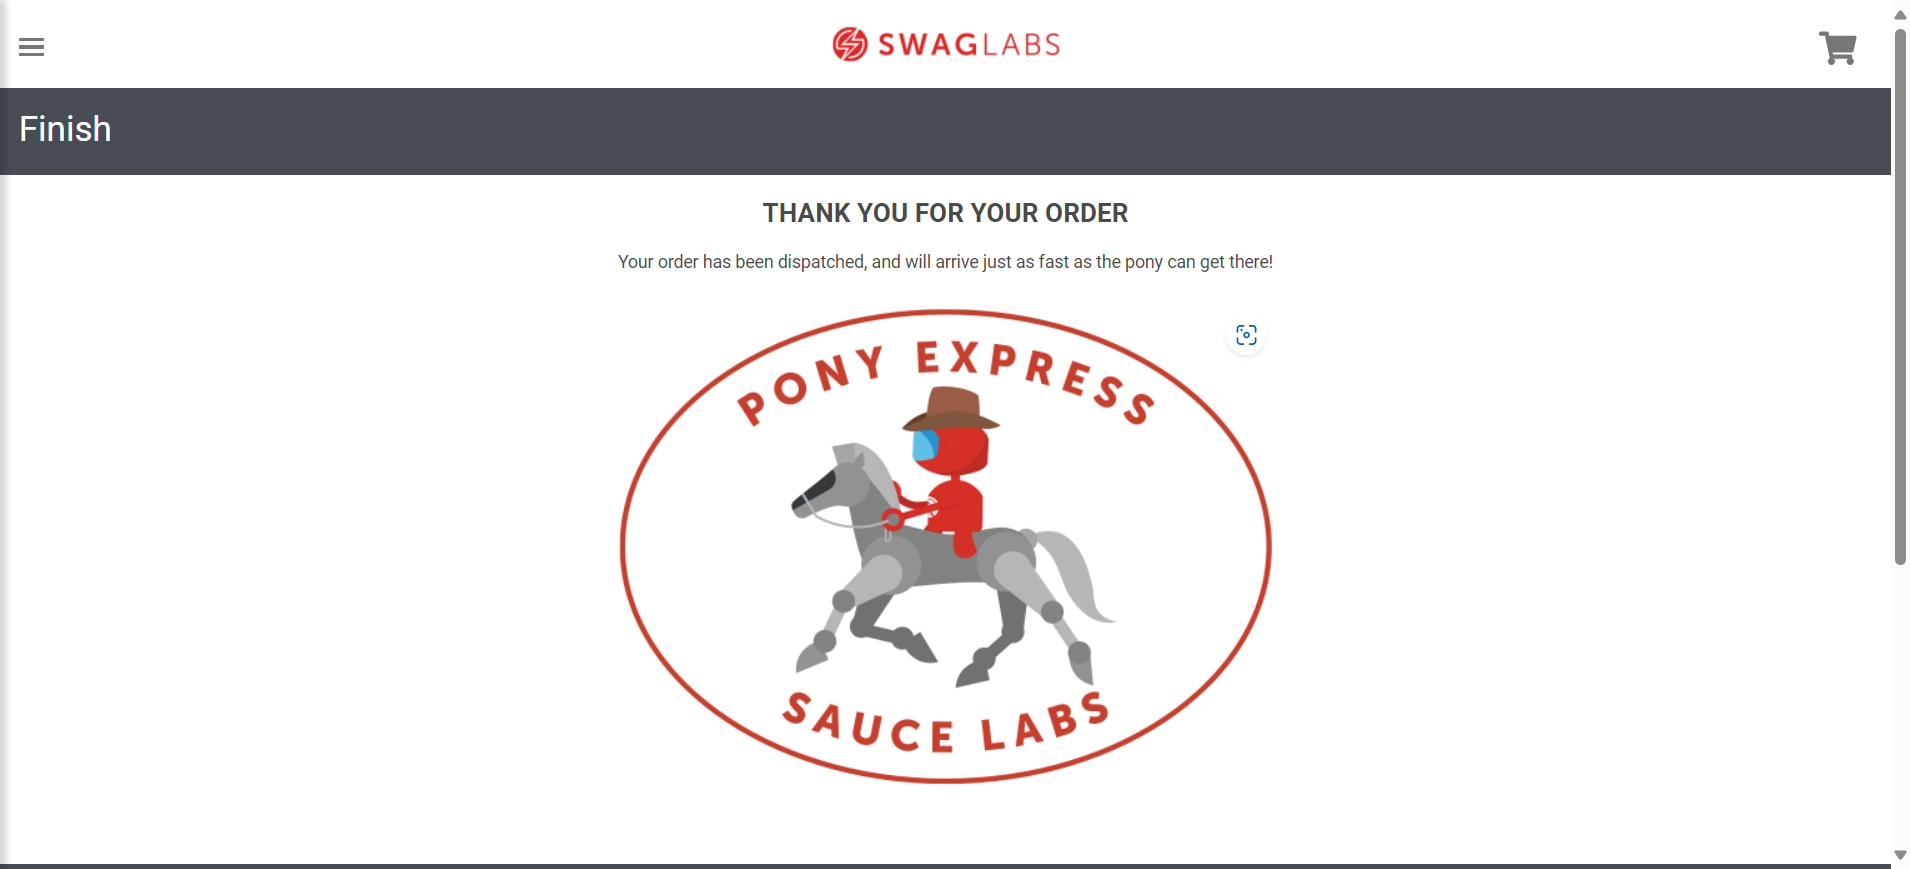 SWAGLABS
Finish
THANK YOU FOR YOUR ORDER
Your order has been dispatched, and will arrive just as fast as the pony can get there!
PONY EXPRESS
SAUCE LABS